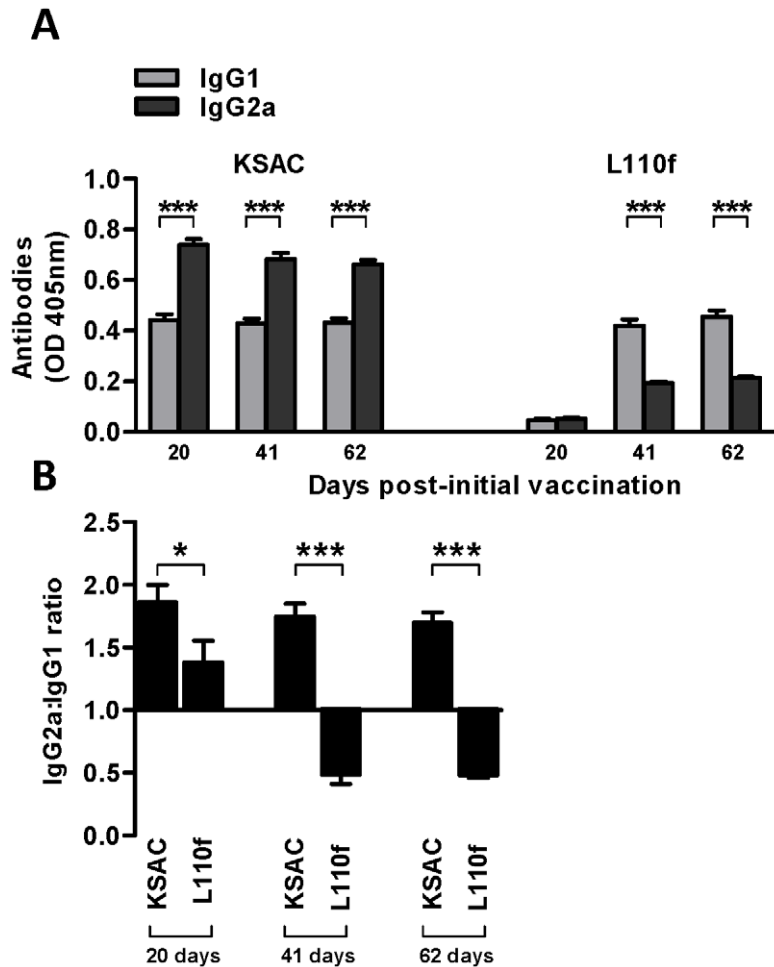 A
IgG1
IgG2a
KSAC L110f
1.0
*** *** *** *** ***
0.8
0.6
0.4
0.2
0.0
Antibodies
(OD 405nm)
20 41 62 20 41 62
Days post-initial vaccination
B
2.5
* *** ***
2.0
1.5
1.0
0.5
0.0
IgG2a:IgG1 ratio
KSAC L110f KSAC L110f KSAC L110f
20 days 41 days 62 days